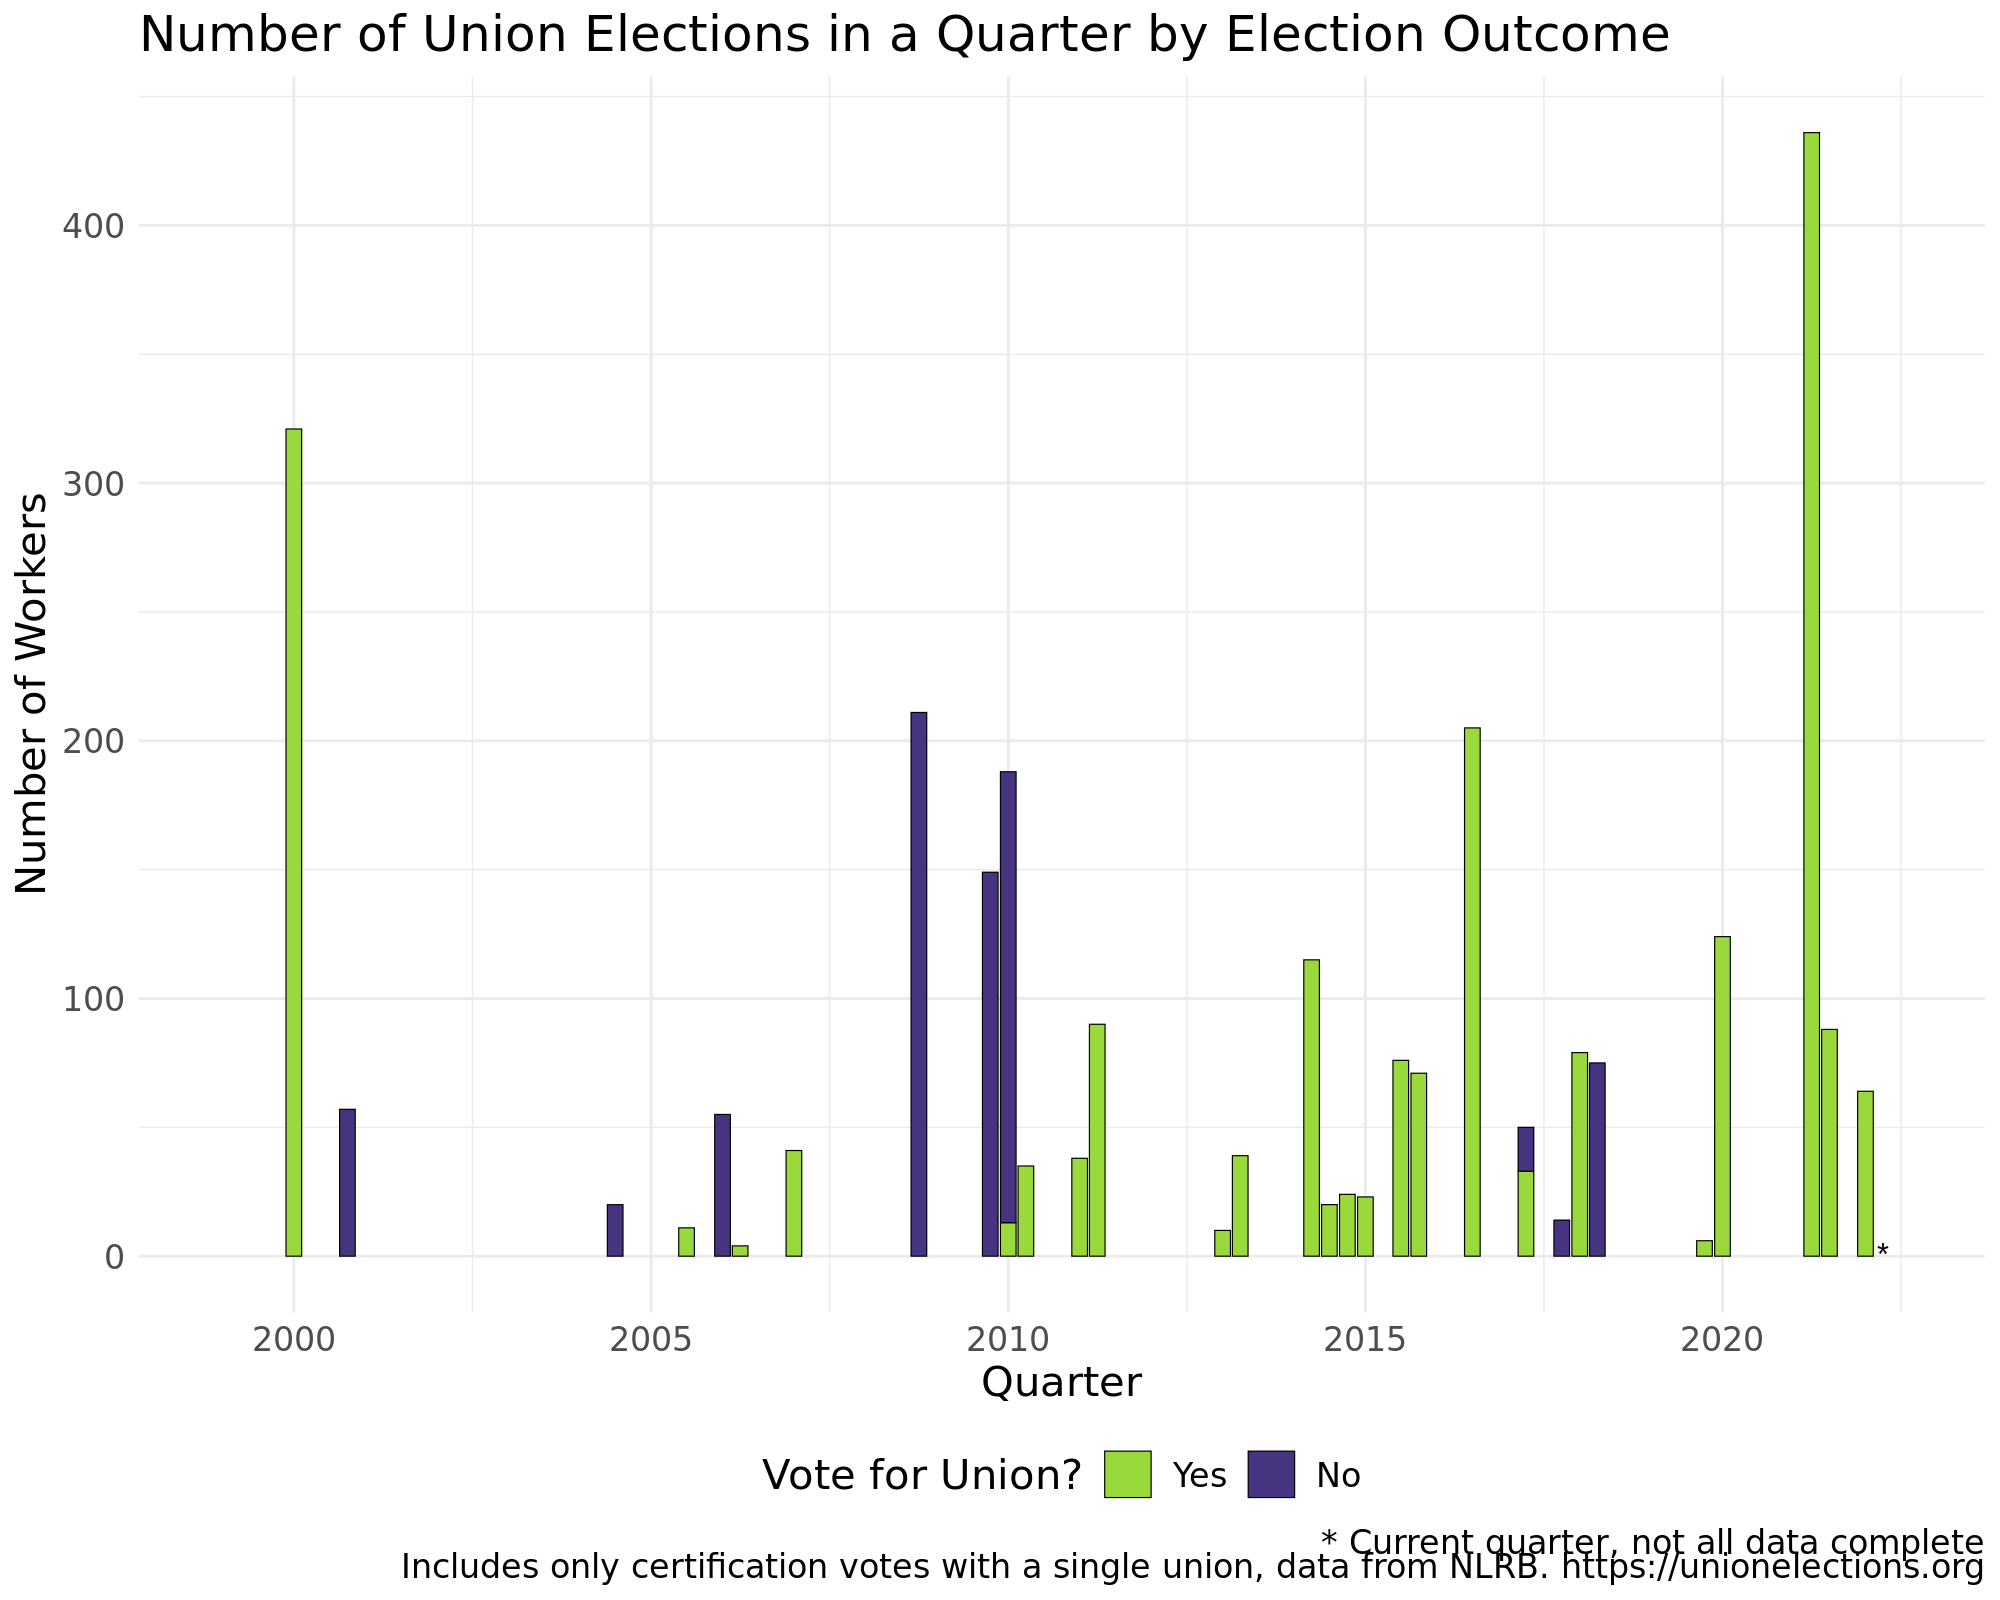 Number of Union Elections in a Quarter by Election Outcome
Number of Workers
400
300
200
100
0
*
2000 2005 2010 2015 2020
Quarter
Vote for Union? Yes No
* Current quarter, not all data complete
Includes only certification votes with a single union, data from NLRB. https://unionelections.org